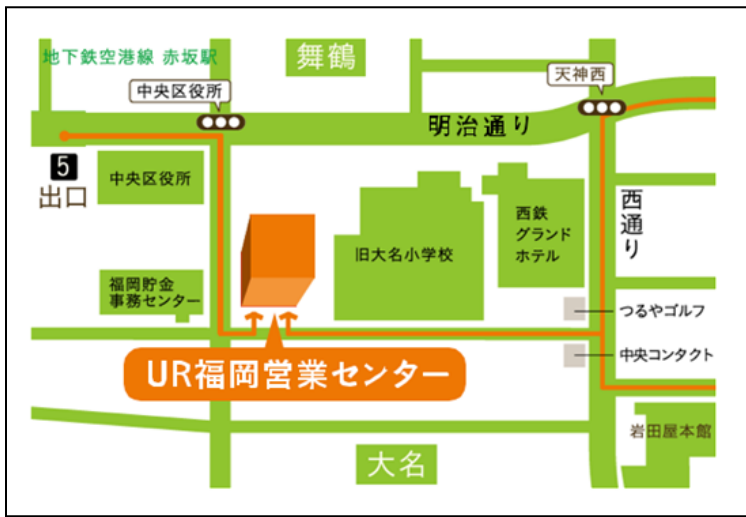 地下鉄空港線 赤坂駅
舞鶴
天神西
中央区役所
明治通り
5
出口
中央区役所
西鉄
グランド
ホテル
西通り
旧大名小学校
福岡貯金
事務センター
つるやゴルフ
中央コンタクト
UR福岡営業センター
岩田屋本館
大名